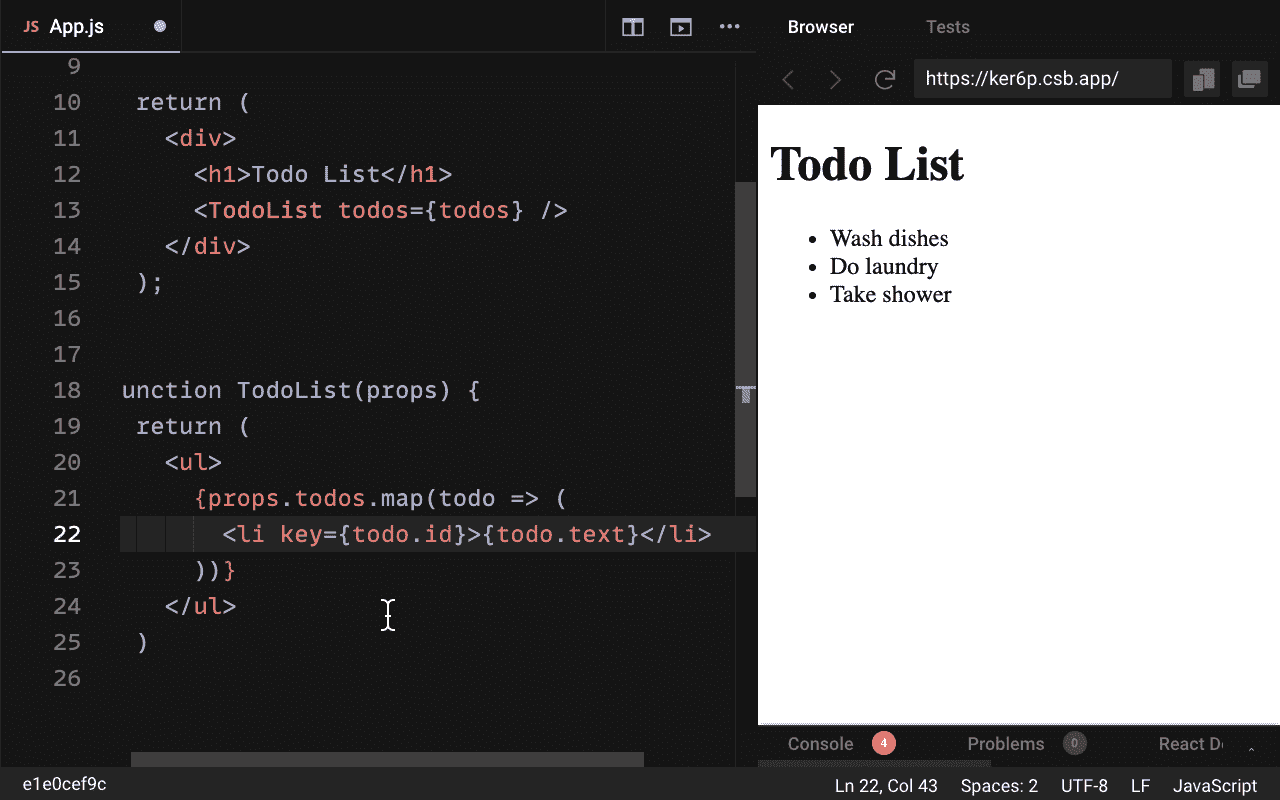 JS App.js
9
10 return (
11 <div>
12 <h1>Todo List</h1>
13 <TodoList todos={todos} />
14 </div>
15 );
16
17
18 unction TodoList(props) {
19 return (
20 <ul>
21 {props.todos.map(todo => (
22 <li key={todo.id}>{todo.text}</li>
23 ))}
24 </ul>
25 )
26
e1e0cef9c
Browser Tests
https://ker6p.csb.app/
Todo List
• Wash dishes
• Do laundry
• Take shower
Console 4 Problems 0 React D
Ln 22, Col 43 Spaces: 2 UTF-8 LF JavaScript